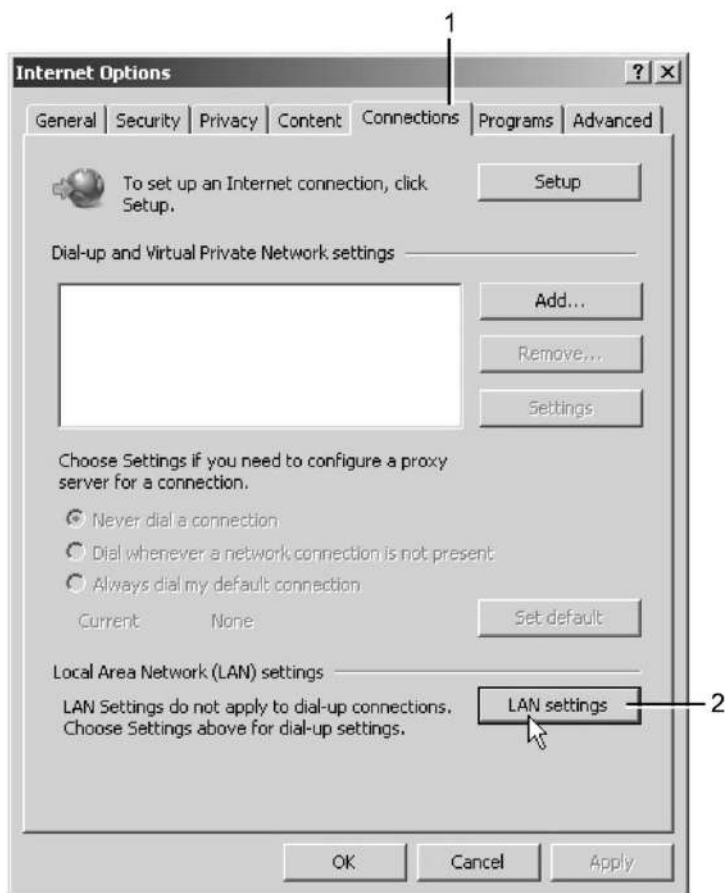 1
Internet Options
? X
General Security Privacy Content Connections Programs Advanced
To set up an Internet connection, click
Setup.
Setup
Dial-up and Virtual Private Network settings
Add...
Remove...
Settings
Choose Settings if you need to configure a proxy
server for a connection.
Never dial a connection
Dial whenever a network connection is not present
Always dial my default connection
Current None
Set default
Local Area Network (LAN) settings
LAN Settings do not apply to dial-up connections.
Choose Settings above for dial-up settings.
LAN settings
2
OK Cancel Apply